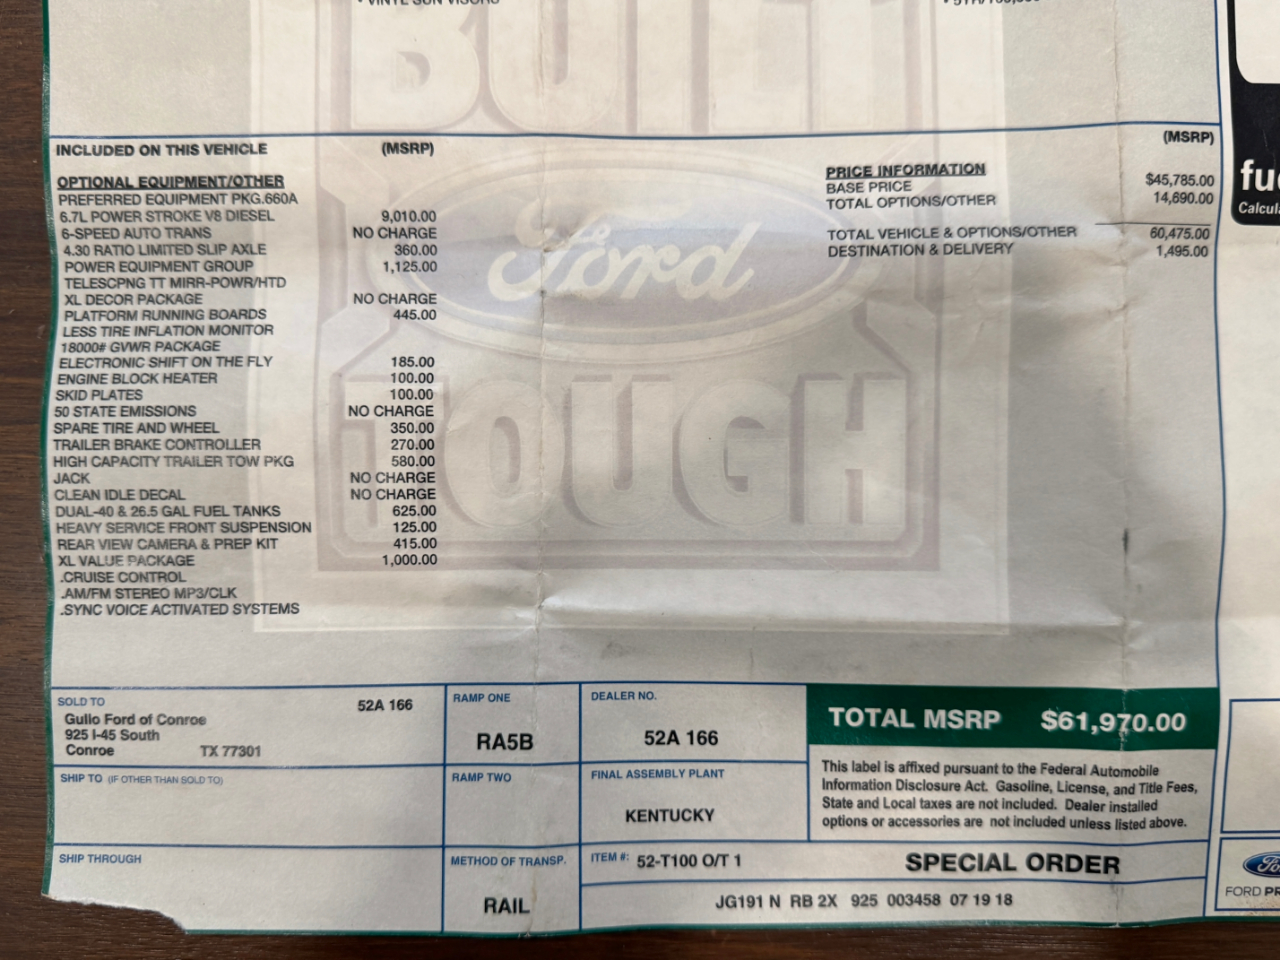 • VINYL SUN VISORS
BUILT
Ford
TOUGH
INCLUDED ON THIS VEHICLE (MSRP)
OPTIONAL EQUIPMENT/OTHER
PREFERRED EQUIPMENT PKG.660A
6.7L POWER STROKE V8 DIESEL 9,010.00
6-SPEED AUTO TRANS NO CHARGE
4.30 RATIO LIMITED SLIP AXLE 360.00
POWER EQUIPMENT GROUP 1,125.00
TELESCPNG TT MIRR-POWR/HTD
XL DECOR PACKAGE NO CHARGE
PLATFORM RUNNING BOARDS 445.00
LESS TIRE INFLATION MONITOR
18000# GVWR PACKAGE
ELECTRONIC SHIFT ON THE FLY 185.00
ENGINE BLOCK HEATER 100.00
SKID PLATES 100.00
50 STATE EMISSIONS NO CHARGE
SPARE TIRE AND WHEEL 350.00
TRAILER BRAKE CONTROLLER 270.00
HIGH CAPACITY TRAILER TOW PKG 580.00
JACK NO CHARGE
CLEAN IDLE DECAL NO CHARGE
DUAL-40 & 26.5 GAL FUEL TANKS 625.00
HEAVY SERVICE FRONT SUSPENSION 125.00
REAR VIEW CAMERA & PREP KIT 415.00
XL VALUE PACKAGE 1,000.00
.CRUISE CONTROL
.AM/FM STEREO MP3/CLK
.SYNC VOICE ACTIVATED SYSTEMS
(MSRP)
PRICE INFORMATION
BASE PRICE $45,785.00
TOTAL OPTIONS/OTHER 14,690.00
TOTAL VEHICLE & OPTIONS/OTHER 60,475.00
DESTINATION & DELIVERY 1,495.00
SOLD TO 52A 166
Gullo Ford of Conroe
925 I-45 South
Conroe TX 77301
SHIP TO (IF OTHER THAN SOLD TO)
SHIP THROUGH
RAMP ONE
RA5B
RAMP TWO
METHOD OF TRANSP.
RAIL
DEALER NO.
52A 166
FINAL ASSEMBLY PLANT
KENTUCKY
TOTAL MSRP $61,970.00
This label is affixed pursuant to the Federal Automobile
Information Disclosure Act. Gasoline, License, and Title Fees,
State and Local taxes are not included. Dealer installed
options or accessories are not included unless listed above.
ITEM #: 52-T100 O/T 1 SPECIAL ORDER
JG191 N RB 2X 925 003458 07 19 18
FORD